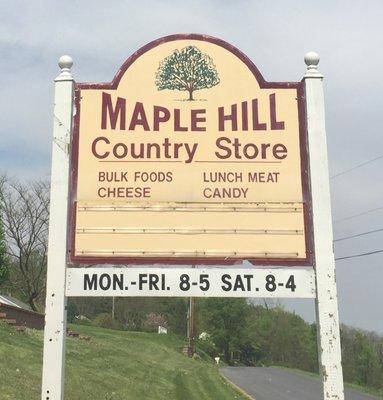 MAPLE HILL
Country Store
BULK FOODS LUNCH MEAT
CHEESE CANDY
MON.-FRI. 8-5 SAT. 8-4